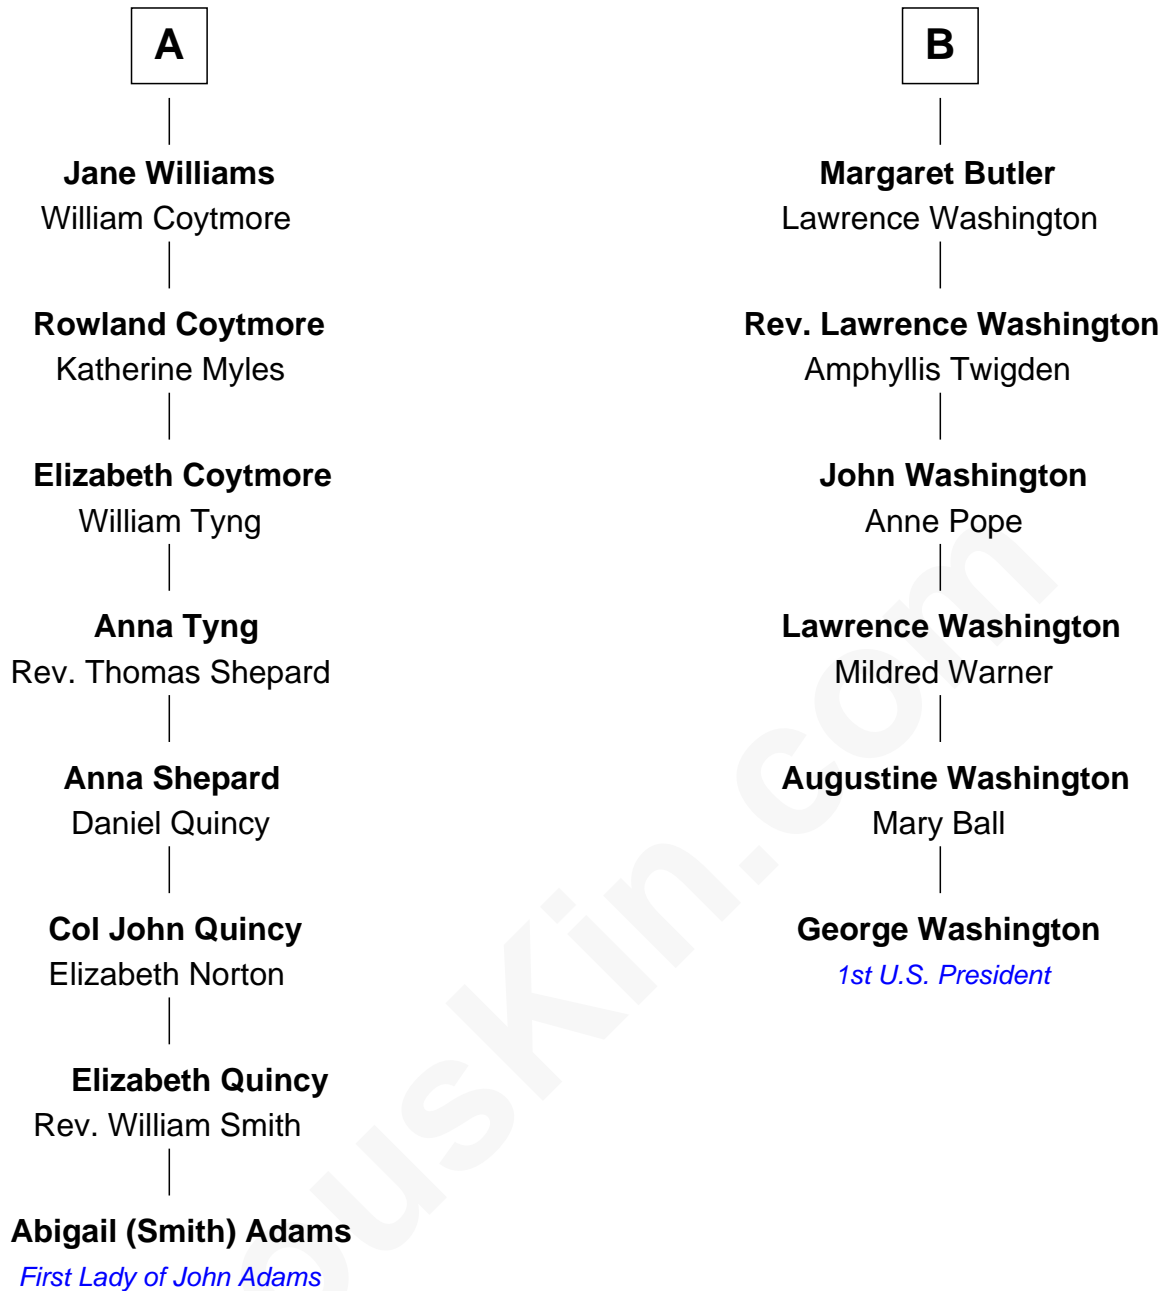 A
Jane Williams
William Coytmore
Rowland Coytmore
Katherine Myles
Elizabeth Coytmore
William Tyng
Anna Tyng
Rev. Thomas Shepard
Anna Shepard
Daniel Quincy
Col John Quincy
Elizabeth Norton
Elizabeth Quincy
Rev. William Smith
Abigail (Smith) Adams
First Lady of John Adams
B
Margaret Butler
Lawrence Washington
Rev. Lawrence Washington
Amphyllis Twigden
John Washington
Anne Pope
Lawrence Washington
Mildred Warner
Augustine Washington
Mary Ball
George Washington
1st U.S. President
ousKin.com